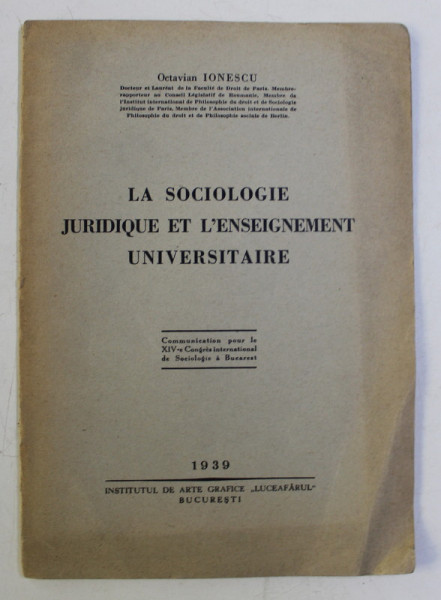 Octavian IONESCU
Docteur et Lauréat de la Faculté de Droit de Paris, Membre-
rapporteur au Conseil Législatif de Roumanie, Membre de
l'Institut international de Philosophie du droit et de Sociologie
juridique de Paris, Membre de l'Association internationale de
Philosophie du droit et de Philosophie sociale de Berlin.
LA SOCIOLOGIE
JURIDIQUE ET L'ENSEIGNEMENT
UNIVERSITAIRE
Communication pour le
XIV-e Congrès international
de Sociologie à Bucarest
1939
INSTITUTUL DE ARTE GRAFICE „LUCEAFĂRUL"
BUCUREȘTI